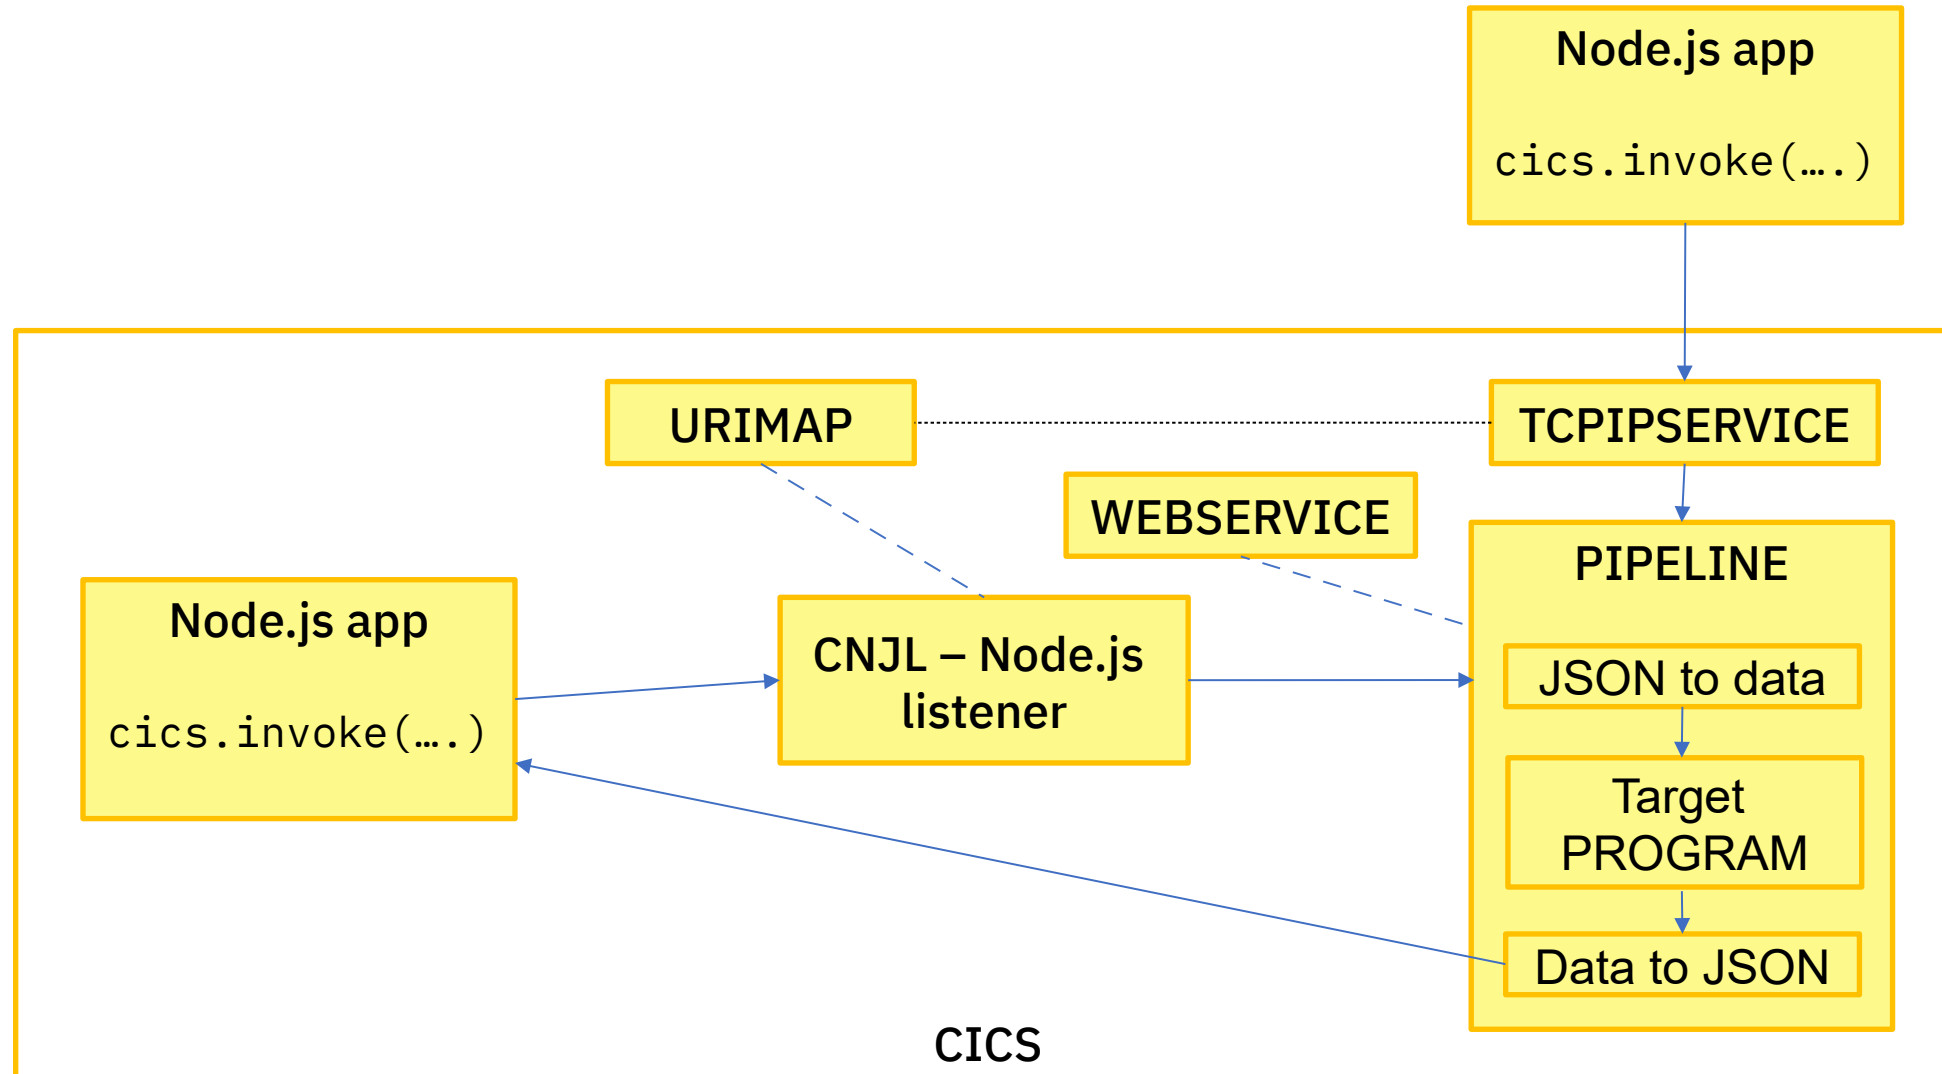 Node.js app
cics.invoke(….)
URIMAP
TCPIPSERVICE
WEBSERVICE
PIPELINE
Node.js app
cics.invoke(….)
CNJL – Node.js
listener
JSON to data
Target
PROGRAM
Data to JSON
CICS